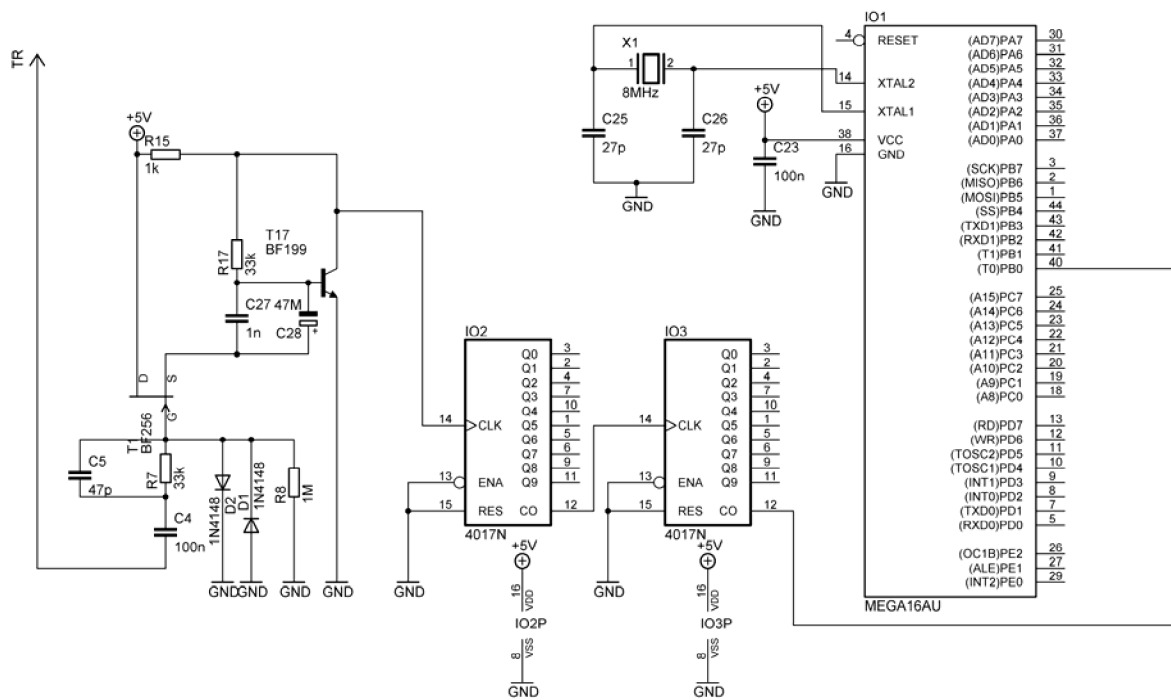 TR
+5V
R15
1k
T17
BF199
R17
33k
C27
1n
47M
C28
+
D
S
G
T1
BF256
C5
47p
R7
33k
C4
100n
1N4148
D2
D1
1N4148
R8
1M
GND
GND
GND
GND
X1
1
2
8MHz
C25
27p
C26
27p
GND
+5V
C23
100n
GND
GND
IO1
4
RESET
14
XTAL2
15
XTAL1
38
VCC
16
GND
(AD7)PA7 30
(AD6)PA6 31
(AD5)PA5 32
(AD4)PA4 33
(AD3)PA3 34
(AD2)PA2 35
(AD1)PA1 36
(AD0)PA0 37
(SCK)PB7 3
(MISO)PB6 2
(MOSI)PB5 1
(SS)PB4 44
(TXD1)PB3 43
(RXD1)PB2 42
(T1)PB1 41
(T0)PB0 40
(A15)PC7 25
(A14)PC6 24
(A13)PC5 23
(A12)PC4 22
(A11)PC3 21
(A10)PC2 20
(A9)PC1 19
(A8)PC0 18
(RD)PD7 13
(WR)PD6 12
(TOSC2)PD5 11
(TOSC1)PD4 10
(INT1)PD3 9
(INT0)PD2 8
(TXD0)PD1 7
(RXD0)PD0 5
(OC1B)PE2 26
(ALE)PE1 27
(INT2)PE0 29
MEGA16AU
IO2
Q0 3
Q1 2
Q2 4
Q3 7
Q4 10
Q5 1
Q6 5
Q7 6
Q8 9
Q9 11
14 CLK
13 ENA
15 RES
CO 12
4017N
GND
+5V
16
VDD
IO2P
8
VSS
GND
IO3
Q0 3
Q1 2
Q2 4
Q3 7
Q4 10
Q5 1
Q6 5
Q7 6
Q8 9
Q9 11
14 CLK
13 ENA
15 RES
CO 12
4017N
GND
+5V
16
VDD
IO3P
8
VSS
GND